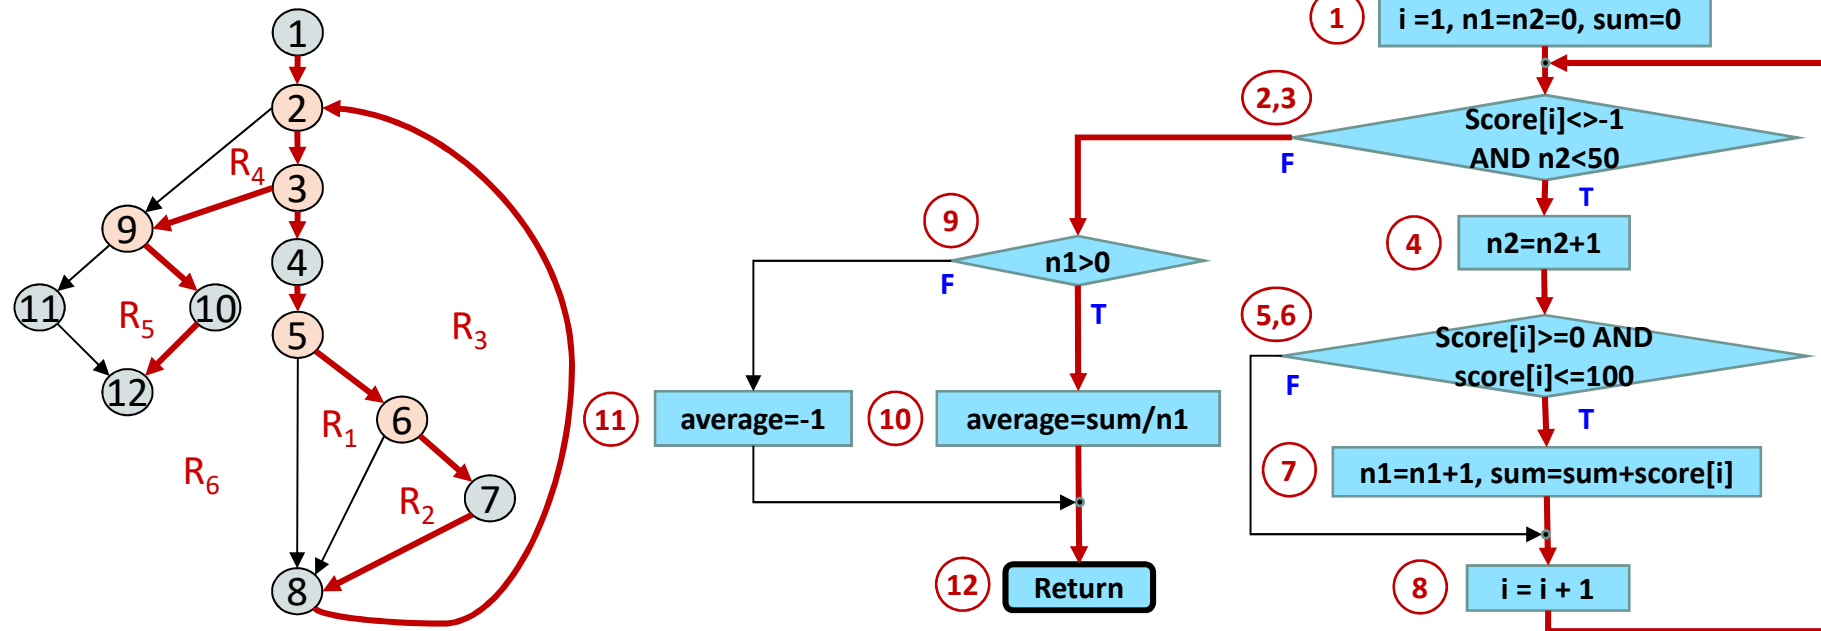 1
2
R4
3
9
4
11
R5
10
5
R3
12
R1
6
R6
R2
7
8
1
i =1, n1=n2=0, sum=0
2,3
Score[i]<>-1
AND n2<50
F
T
9
n1>0
F
T
4
n2=n2+1
5,6
Score[i]>=0 AND
score[i]<=100
F
T
11
average=-1
10
average=sum/n1
7
n1=n1+1, sum=sum+score[i]
12
Return
8
i = i + 1